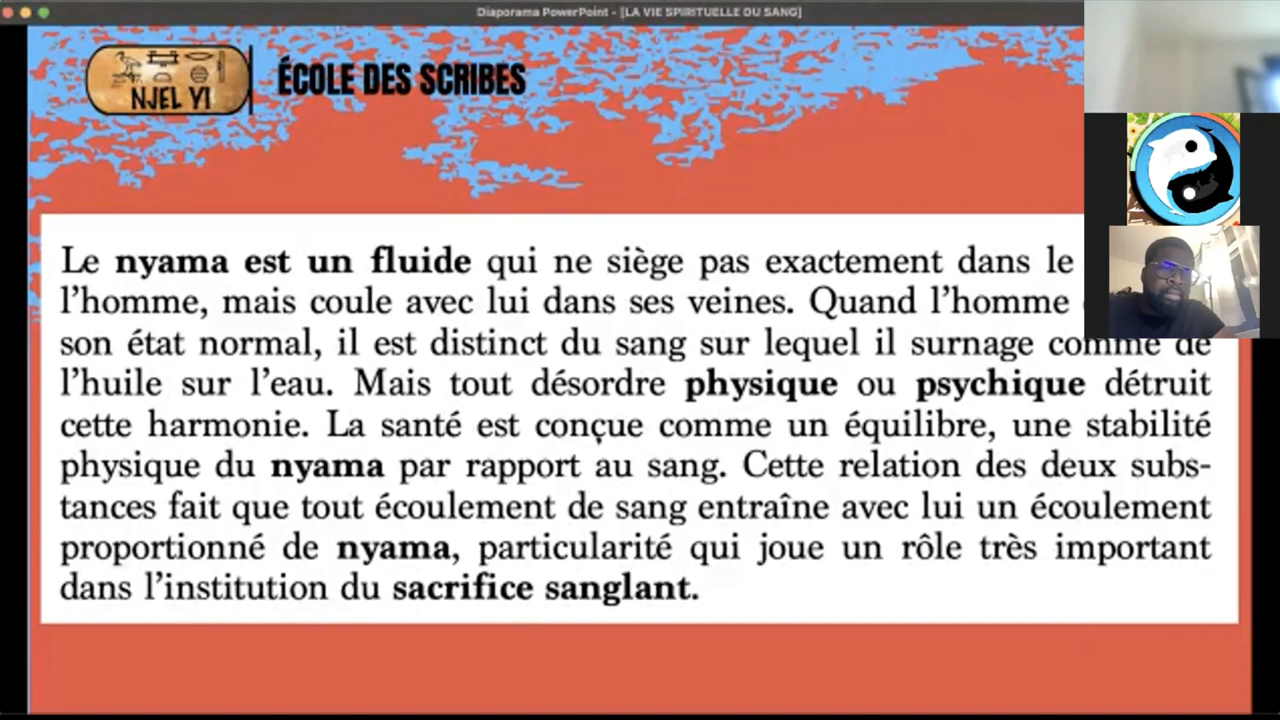 Diaporama PowerPoint - [LA VIE SPIRITUELLE DU SANG]
NJEL YI
ÉCOLE DES SCRIBES
Le nyama est un fluide qui ne siège pas exactement dans le
l'homme, mais coule avec lui dans ses veines. Quand l'homme
son état normal, il est distinct du sang sur lequel il surnage comme de
l'huile sur l'eau. Mais tout désordre physique ou psychique détruit
cette harmonie. La santé est conçue comme un équilibre, une stabilité
physique du nyama par rapport au sang. Cette relation des deux subs-
tances fait que tout écoulement de sang entraîne avec lui un écoulement
proportionné de nyama, particularité qui joue un rôle très important
dans l'institution du sacrifice sanglant.